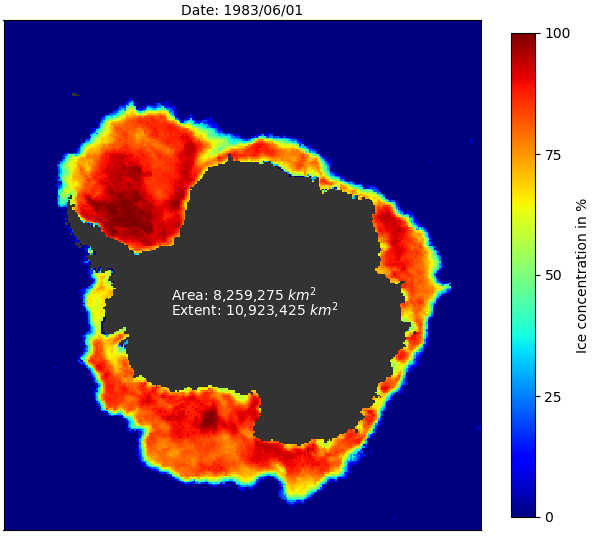 Date: 1983/06/01
100
75
50
25
0
Ice concentration in %
Area: 8,259,275 km²
Extent: 10,923,425 km²